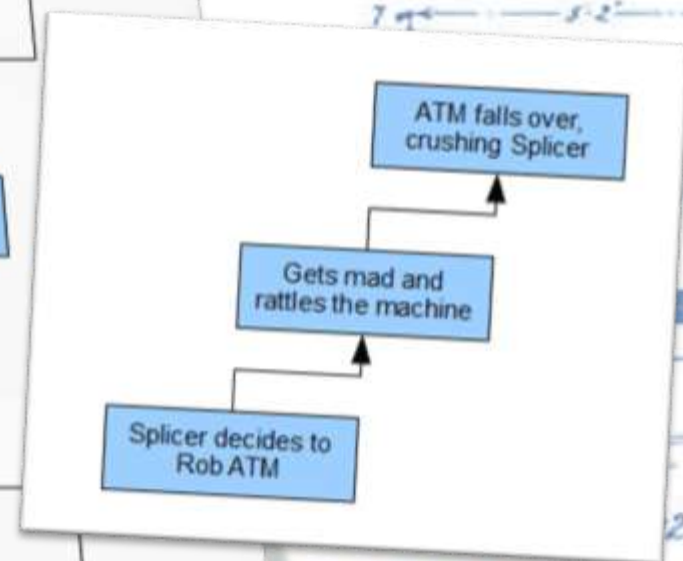 ATM falls over,
crushing Splicer
Gets mad and
rattles the machine
Splicer decides to
Rob ATM